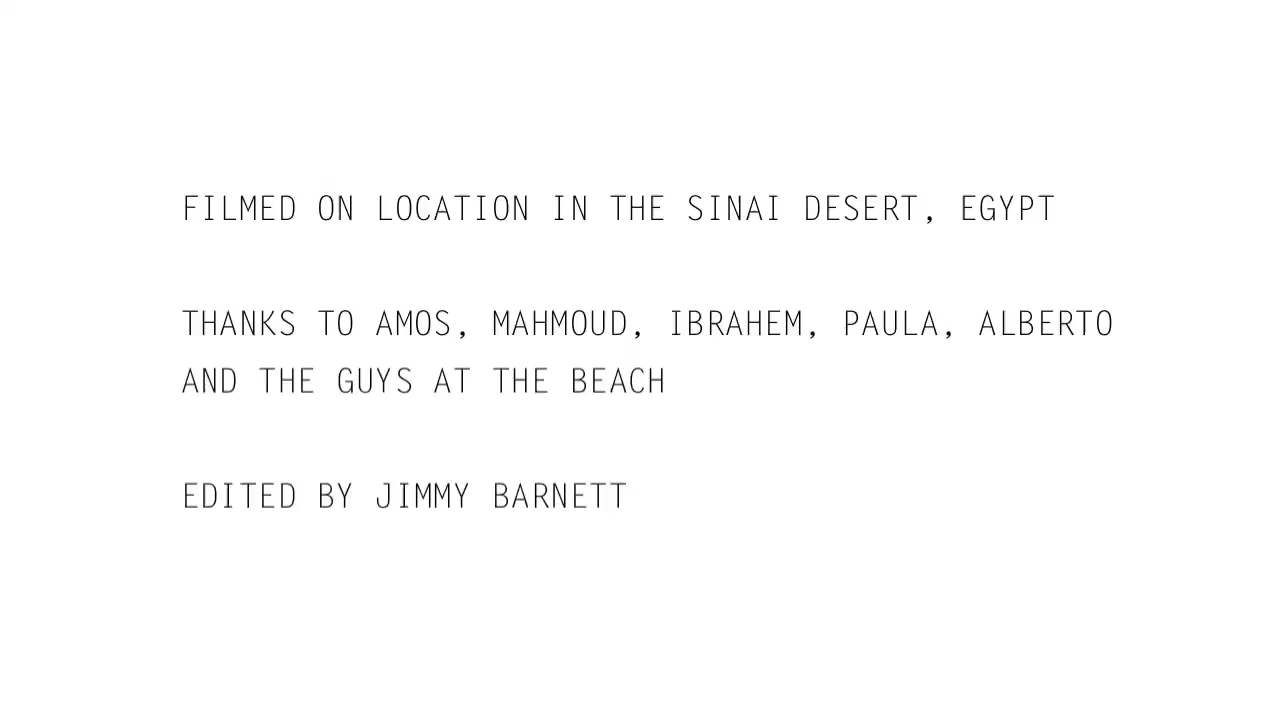 FILMED ON LOCATION IN THE SINAI DESERT, EGYPT
THANKS TO AMOS, MAHMOUD, IBRAHEM, PAULA, ALBERTO
AND THE GUYS AT THE BEACH
EDITED BY JIMMY BARNETT